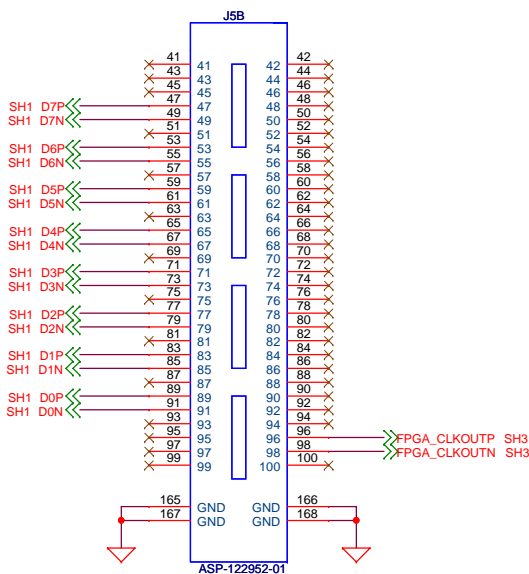 J5B
41 41 42 42
43 43 44 44
45 45 46 46
SH1 D7P 47 47 48 48
SH1 D7N 49 49 50 50
51 51 52 52
SH1 D6P 53 53 54 54
SH1 D6N 55 55 56 56
57 57 58 58
SH1 D5P 59 59 60 60
SH1 D5N 61 61 62 62
63 63 64 64
SH1 D4P 65 65 66 66
SH1 D4N 67 67 68 68
69 69 70 70
SH1 D3P 71 71 72 72
SH1 D3N 73 73 74 74
75 75 76 76
SH1 D2P 77 77 78 78
SH1 D2N 79 79 80 80
81 81 82 82
SH1 D1P 83 83 84 84
SH1 D1N 85 85 86 86
87 87 88 88
SH1 D0P 89 89 90 90
SH1 D0N 91 91 92 92
93 93 94 94
95 95 96 96 FPGA_CLKOUTP SH3
97 97 98 98 FPGA_CLKOUTN SH3
99 99 100 100
165 GND GND 166
167 GND GND 168
ASP-122952-01